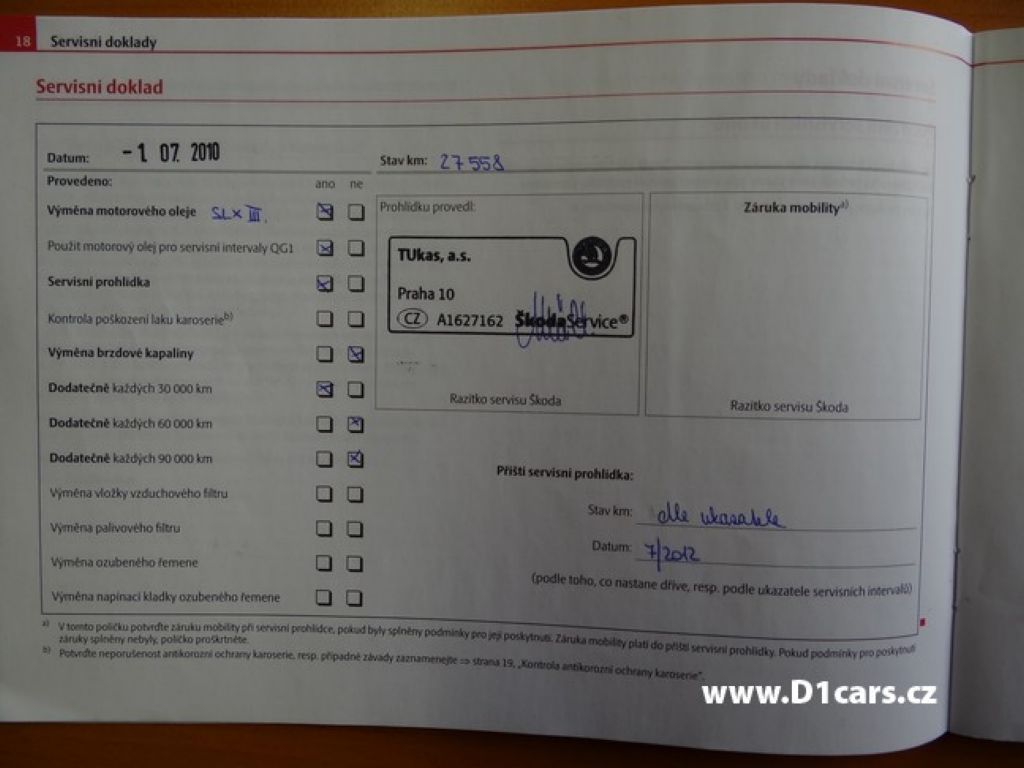 18 Servisní doklady
Servisní doklad
Datum: -1. 07. 2010
Stav km: 27 558
Provedeno: ano ne
Výměna motorového oleje SLX III.
Použit motorový olej pro servisní intervaly QG1
Servisní prohlídka
Kontrola poškození laku karoserie b)
Výměna brzdové kapaliny
Dodatečně každých 30 000 km
Dodatečně každých 60 000 km
Dodatečně každých 90 000 km
Výměna vložky vzduchového filtru
Výměna palivového filtru
Výměna ozubeného řemene
Výměna napínací kladky ozubeného řemene
Prohlídku provedl:
TUkas, a.s.
Praha 10
CZ A1627162 ŠkodaService®
Razítko servisu Škoda
Záruka mobility a)
Razítko servisu Škoda
Příští servisní prohlídka:
Stav km: dle ukazatele
Datum: 7/2012
(podle toho, co nastane dříve, resp. podle ukazatele servisních intervalů)
a) V tomto políčku potvrďte záruku mobility při servisní prohlídce, pokud byly splněny podmínky pro její poskytnutí. Záruka mobility platí do příští servisní prohlídky. Pokud podmínky pro poskytnutí
záruky splněny nebyly, políčko proškrtněte.
b) Potvrďte neporušenost antikorozní ochrany karoserie, resp. případné závady zaznamenejte ⇒ strana 19, „Kontrola antikorozní ochrany karoserie".
www.D1cars.cz